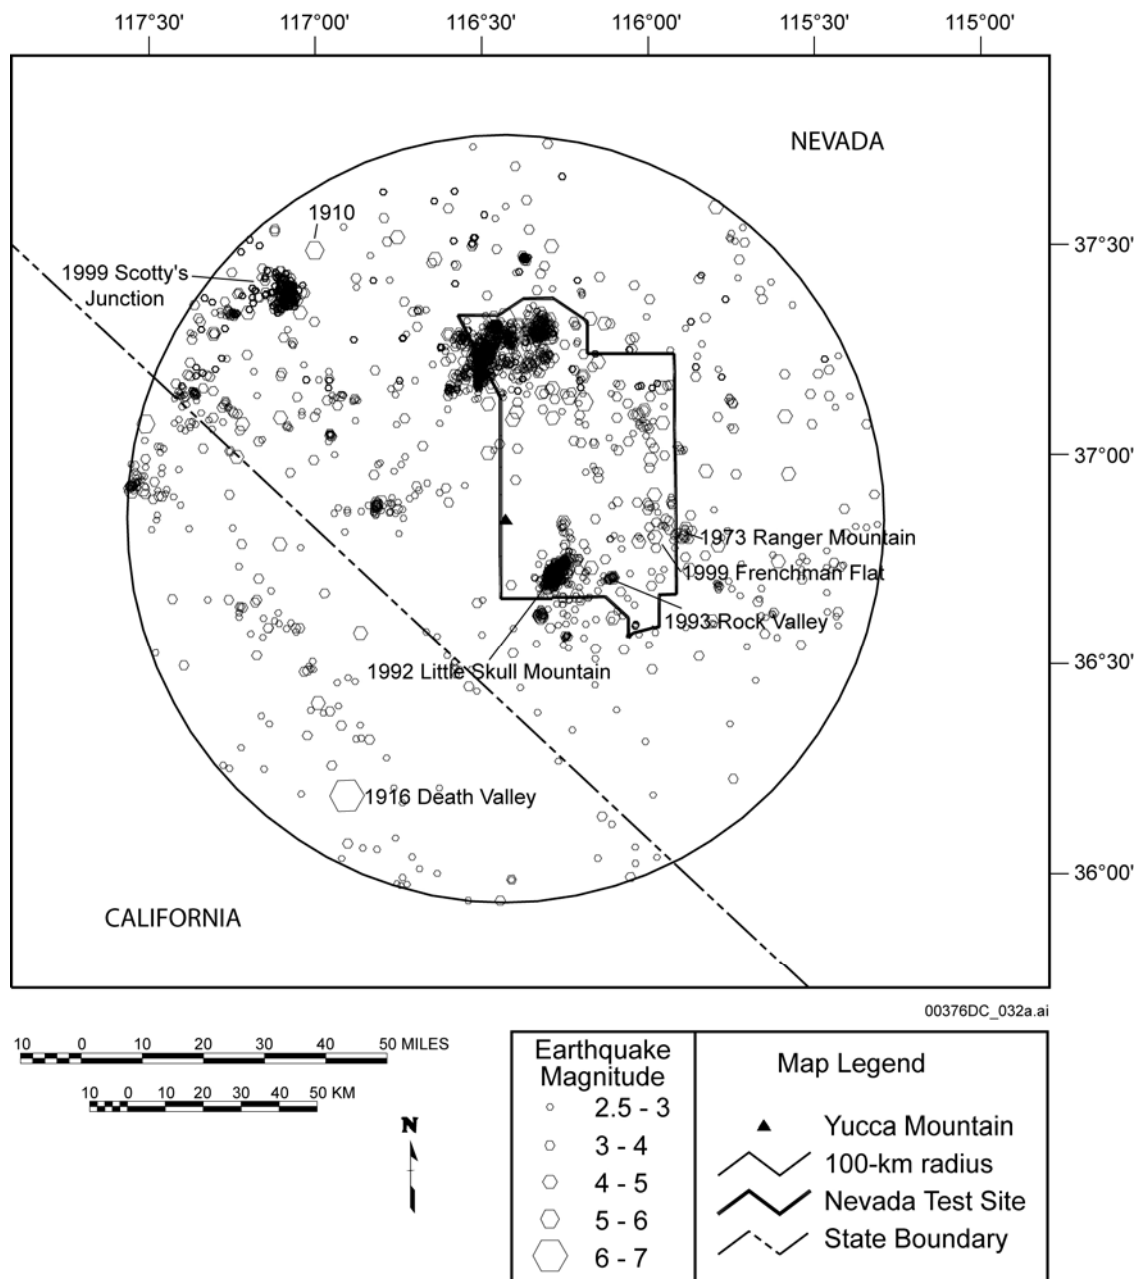 117°30' 117°00' 116°30' 116°00' 115°30' 115°00'
NEVADA
1910
37°30'
1999 Scotty's
Junction
37°00'
1973 Ranger Mountain
1999 Frenchman Flat
1993 Rock Valley
1992 Little Skull Mountain
36°30'
1916 Death Valley
36°00'
CALIFORNIA
00376DC_032a.ai
10 0 10 20 30 40 50 MILES
10 0 10 20 30 40 50 KM
N
Earthquake
Magnitude
2.5 - 3
3 - 4
4 - 5
5 - 6
6 - 7
Map Legend
Yucca Mountain
100-km radius
Nevada Test Site
State Boundary